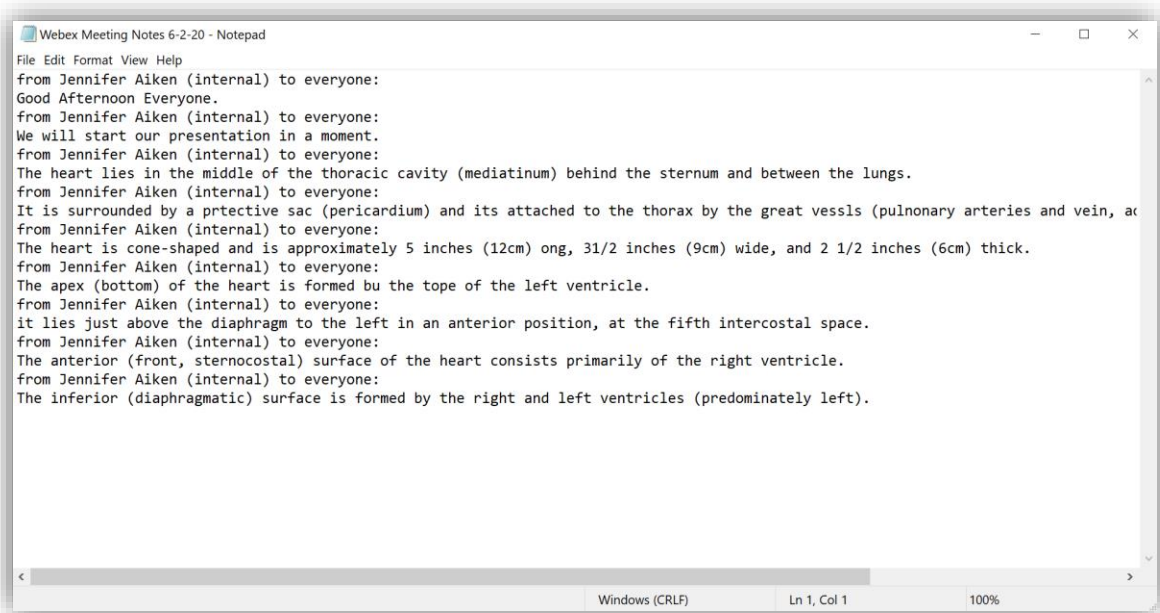 Webex Meeting Notes 6-2-20 - Notepad
File Edit Format View Help
from Jennifer Aiken (internal) to everyone:
Good Afternoon Everyone.
from Jennifer Aiken (internal) to everyone:
We will start our presentation in a moment.
from Jennifer Aiken (internal) to everyone:
The heart lies in the middle of the thoracic cavity (mediatinum) behind the sternum and between the lungs.
from Jennifer Aiken (internal) to everyone:
It is surrounded by a prtective sac (pericardium) and its attached to the thorax by the great vessls (pulnonary arteries and vein,
from Jennifer Aiken (internal) to everyone:
The heart is cone-shaped and is approximately 5 inches (12cm) ong, 31/2 inches (9cm) wide, and 2 1/2 inches (6cm) thick.
from Jennifer Aiken (internal) to everyone:
The apex (bottom) of the heart is formed bu the tope of the left ventricle.
from Jennifer Aiken (internal) to everyone:
it lies just above the diaphragm to the left in an anterior position, at the fifth intercostal space.
from Jennifer Aiken (internal) to everyone:
The anterior (front, sternocostal) surface of the heart consists primarily of the right ventricle.
from Jennifer Aiken (internal) to everyone:
The inferior (diaphragmatic) surface is formed by the right and left ventricles (predominately left).
Windows (CRLF) Ln 1, Col 1 100%